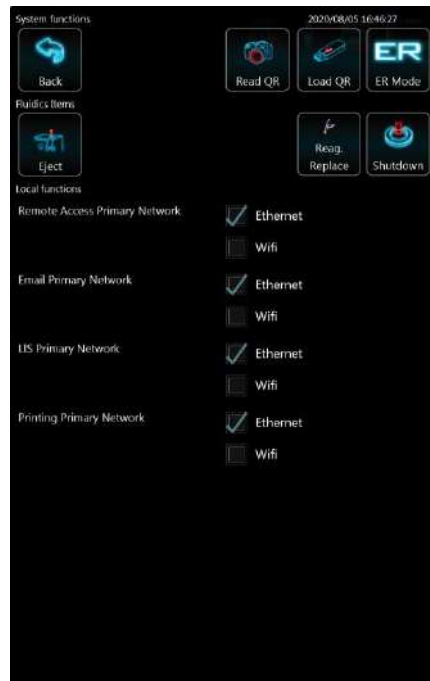 System functions 2020/08/05 16:46:27
ER
Back Read QR Load QR ER Mode
Fluidics Items
Reag.
Eject Replace Shutdown
Local functions
Remote Access Primary Network Ethernet
Wifi
Email Primary Network Ethernet
Wifi
LIS Primary Network Ethernet
Wifi
Printing Primary Network Ethernet
Wifi